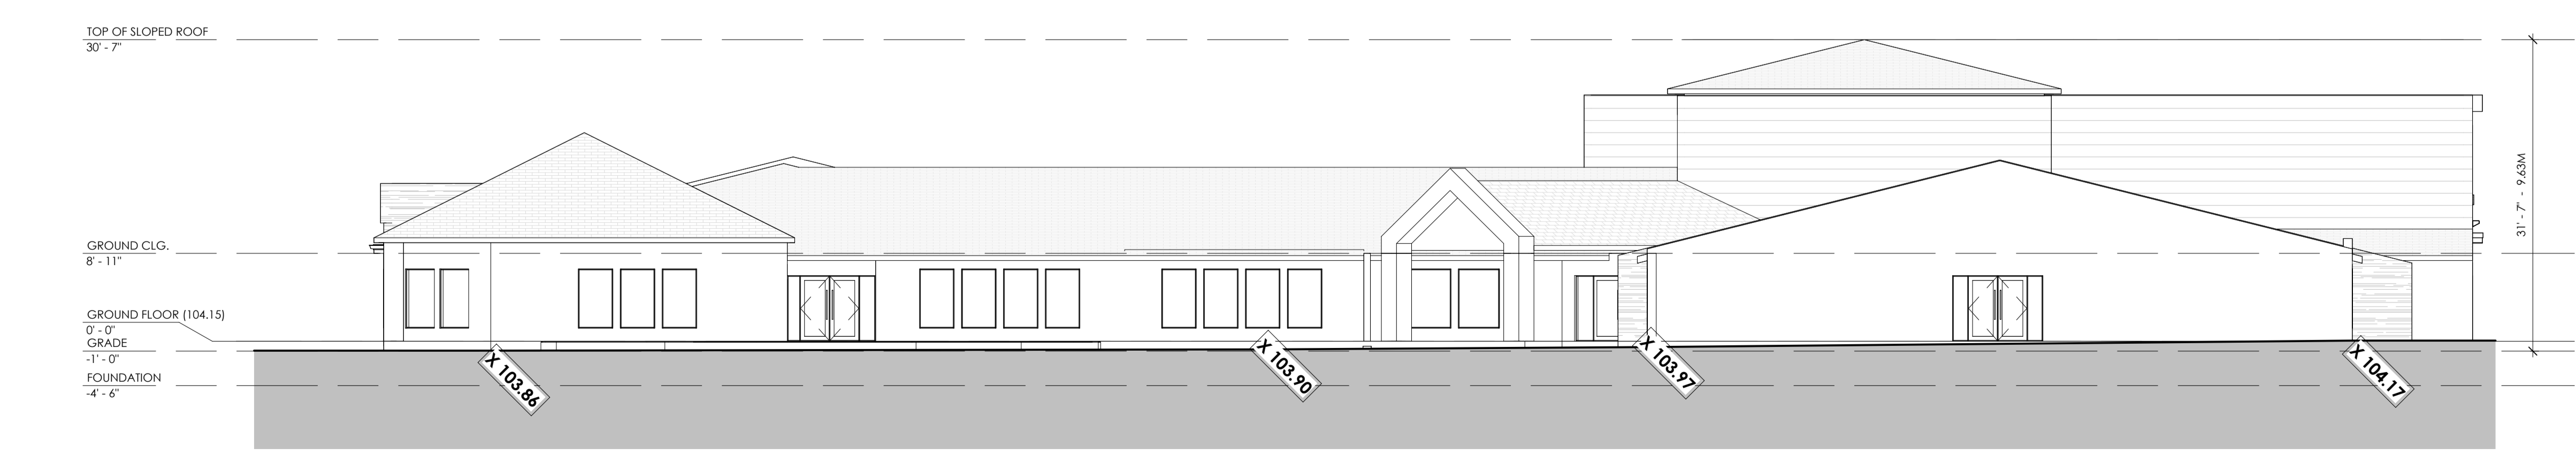 TOP OF SLOPED ROOF
30' - 7"
GROUND CLG.
8' - 11"
GROUND FLOOR (104.15)
0' - 0"
GRADE
-1' - 0"
FOUNDATION
-4' - 6"
X 103.86
X 103.90
X 103.97
X 104.17
31' - 7" - 9.63M